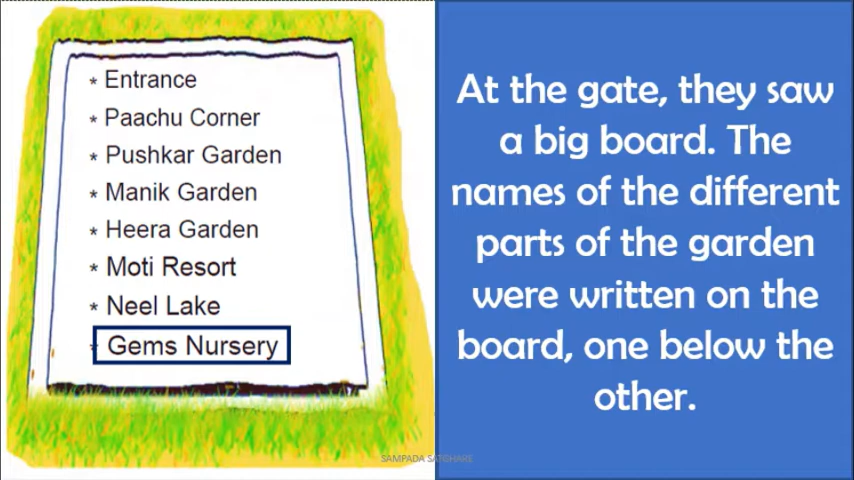 * Entrance
* Paachu Corner
* Pushkar Garden
* Manik Garden
* Heera Garden
* Moti Resort
* Neel Lake
* Gems Nursery
At the gate, they saw
a big board. The
names of the different
parts of the garden
were written on the
board, one below the
other.
SAMPADA